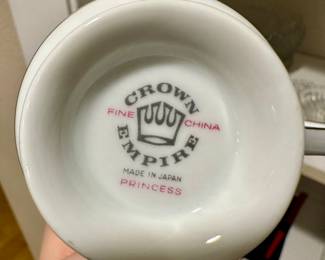 CROWN
FINE CHINA
EMPIRE
MADE IN JAPAN
PRINCESS